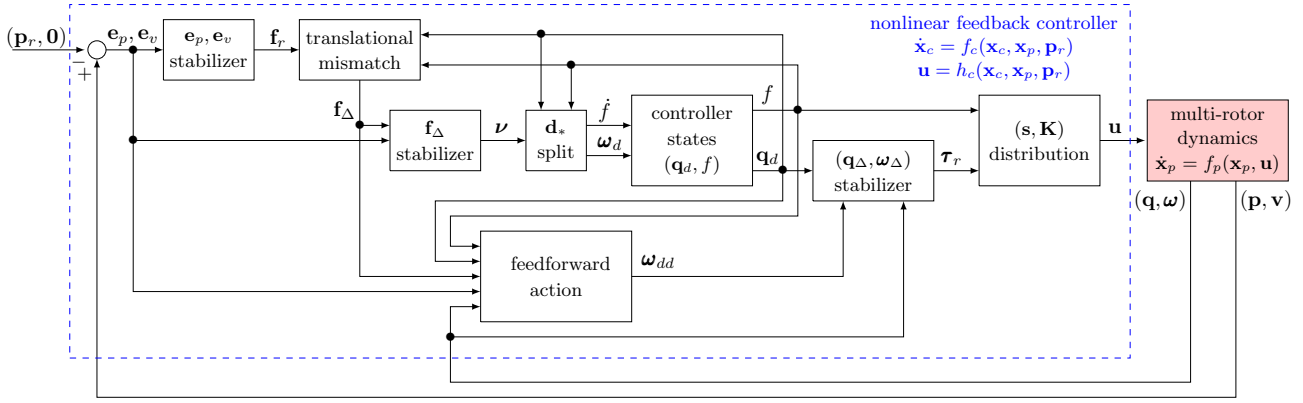 nonlinear feedback controller
ẋ_c = f_c(x_c, x_p, p_r)
u = h_c(x_c, x_p, p_r)
(p_r, 0)
−
+
e_p, e_v
e_p, e_v
stabilizer
f_r
translational
mismatch
f_Δ
f_Δ
stabilizer
ν
d_*
split
ḟ
ω_d
controller
states
(q_d, f)
f
q_d
(q_Δ, ω_Δ)
stabilizer
τ_r
(s, K)
distribution
u
multi-rotor
dynamics
ẋ_p = f_p(x_p, u)
(q, ω)
(p, v)
feedforward
action
ω_dd